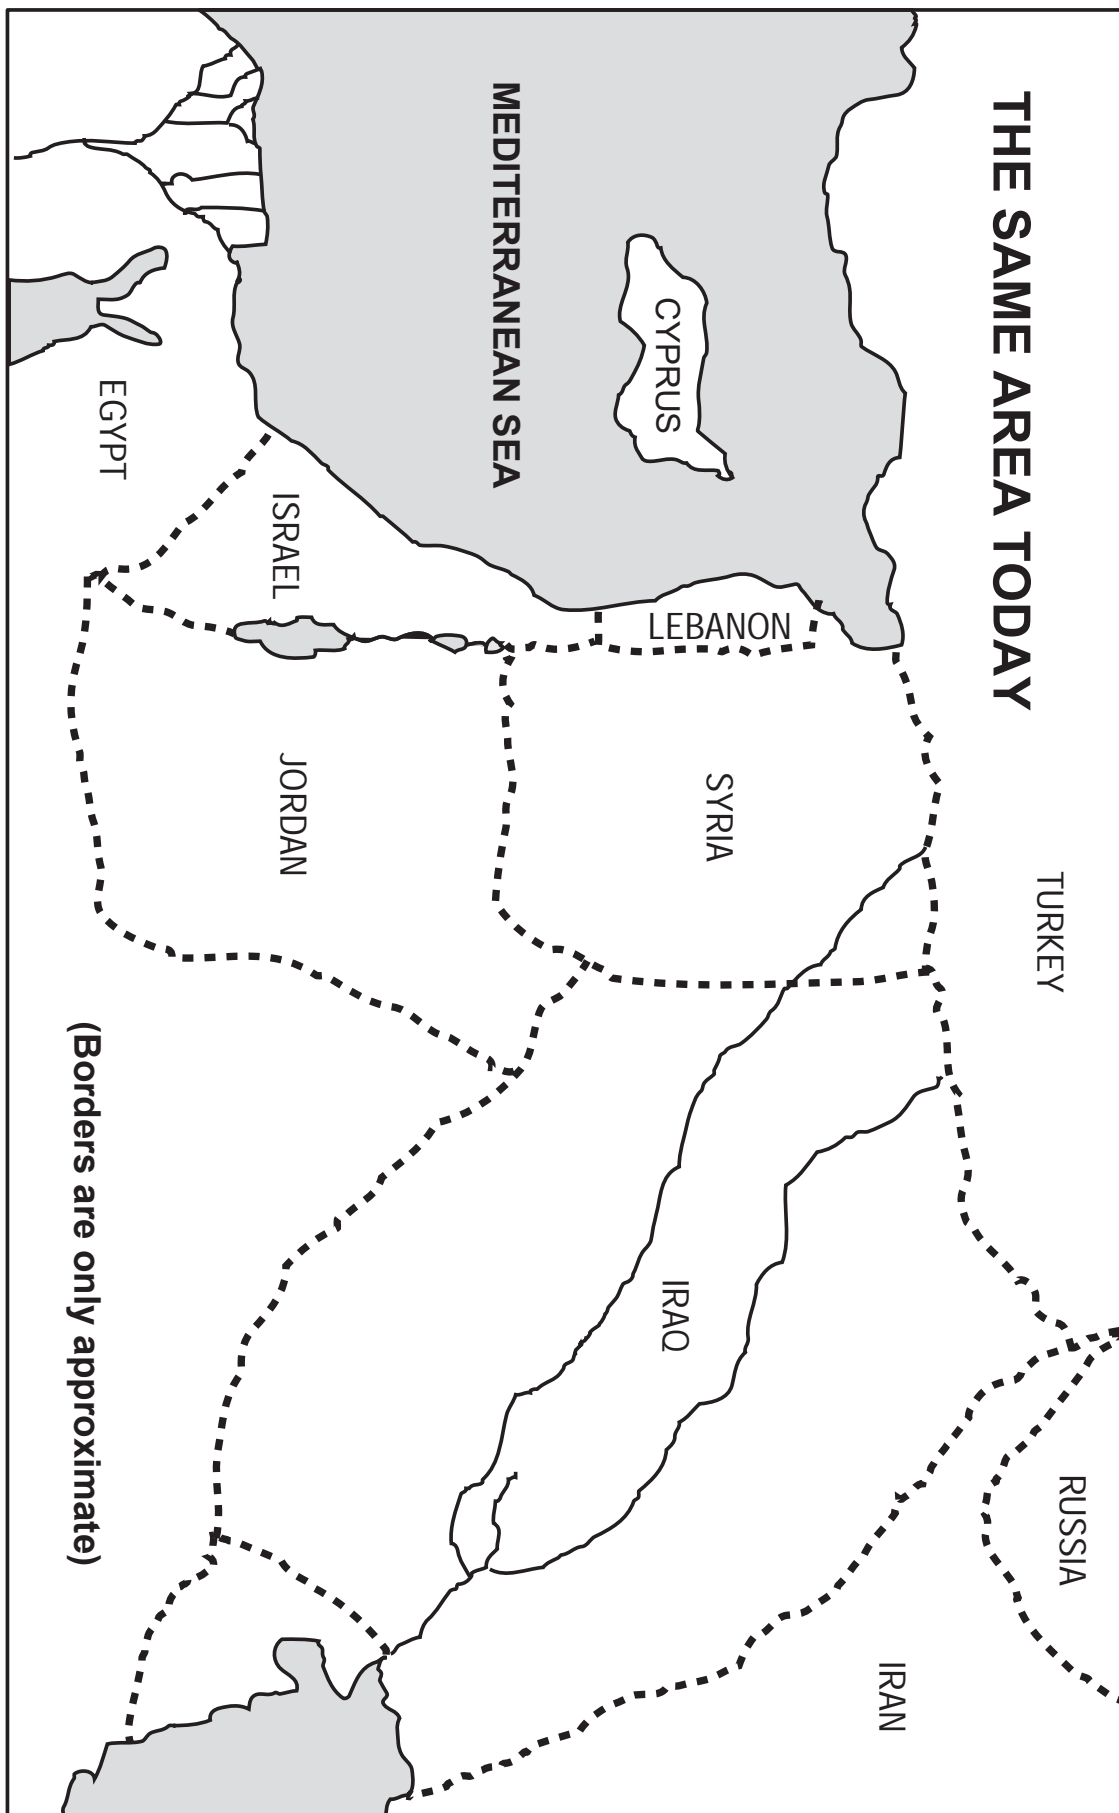 THE SAME AREA TODAY
TURKEY
RUSSIA
IRAN
CYPRUS
SYRIA
LEBANON
IRAQ
MEDITERRANEAN SEA
ISRAEL
JORDAN
EGYPT
(Borders are only approximate)